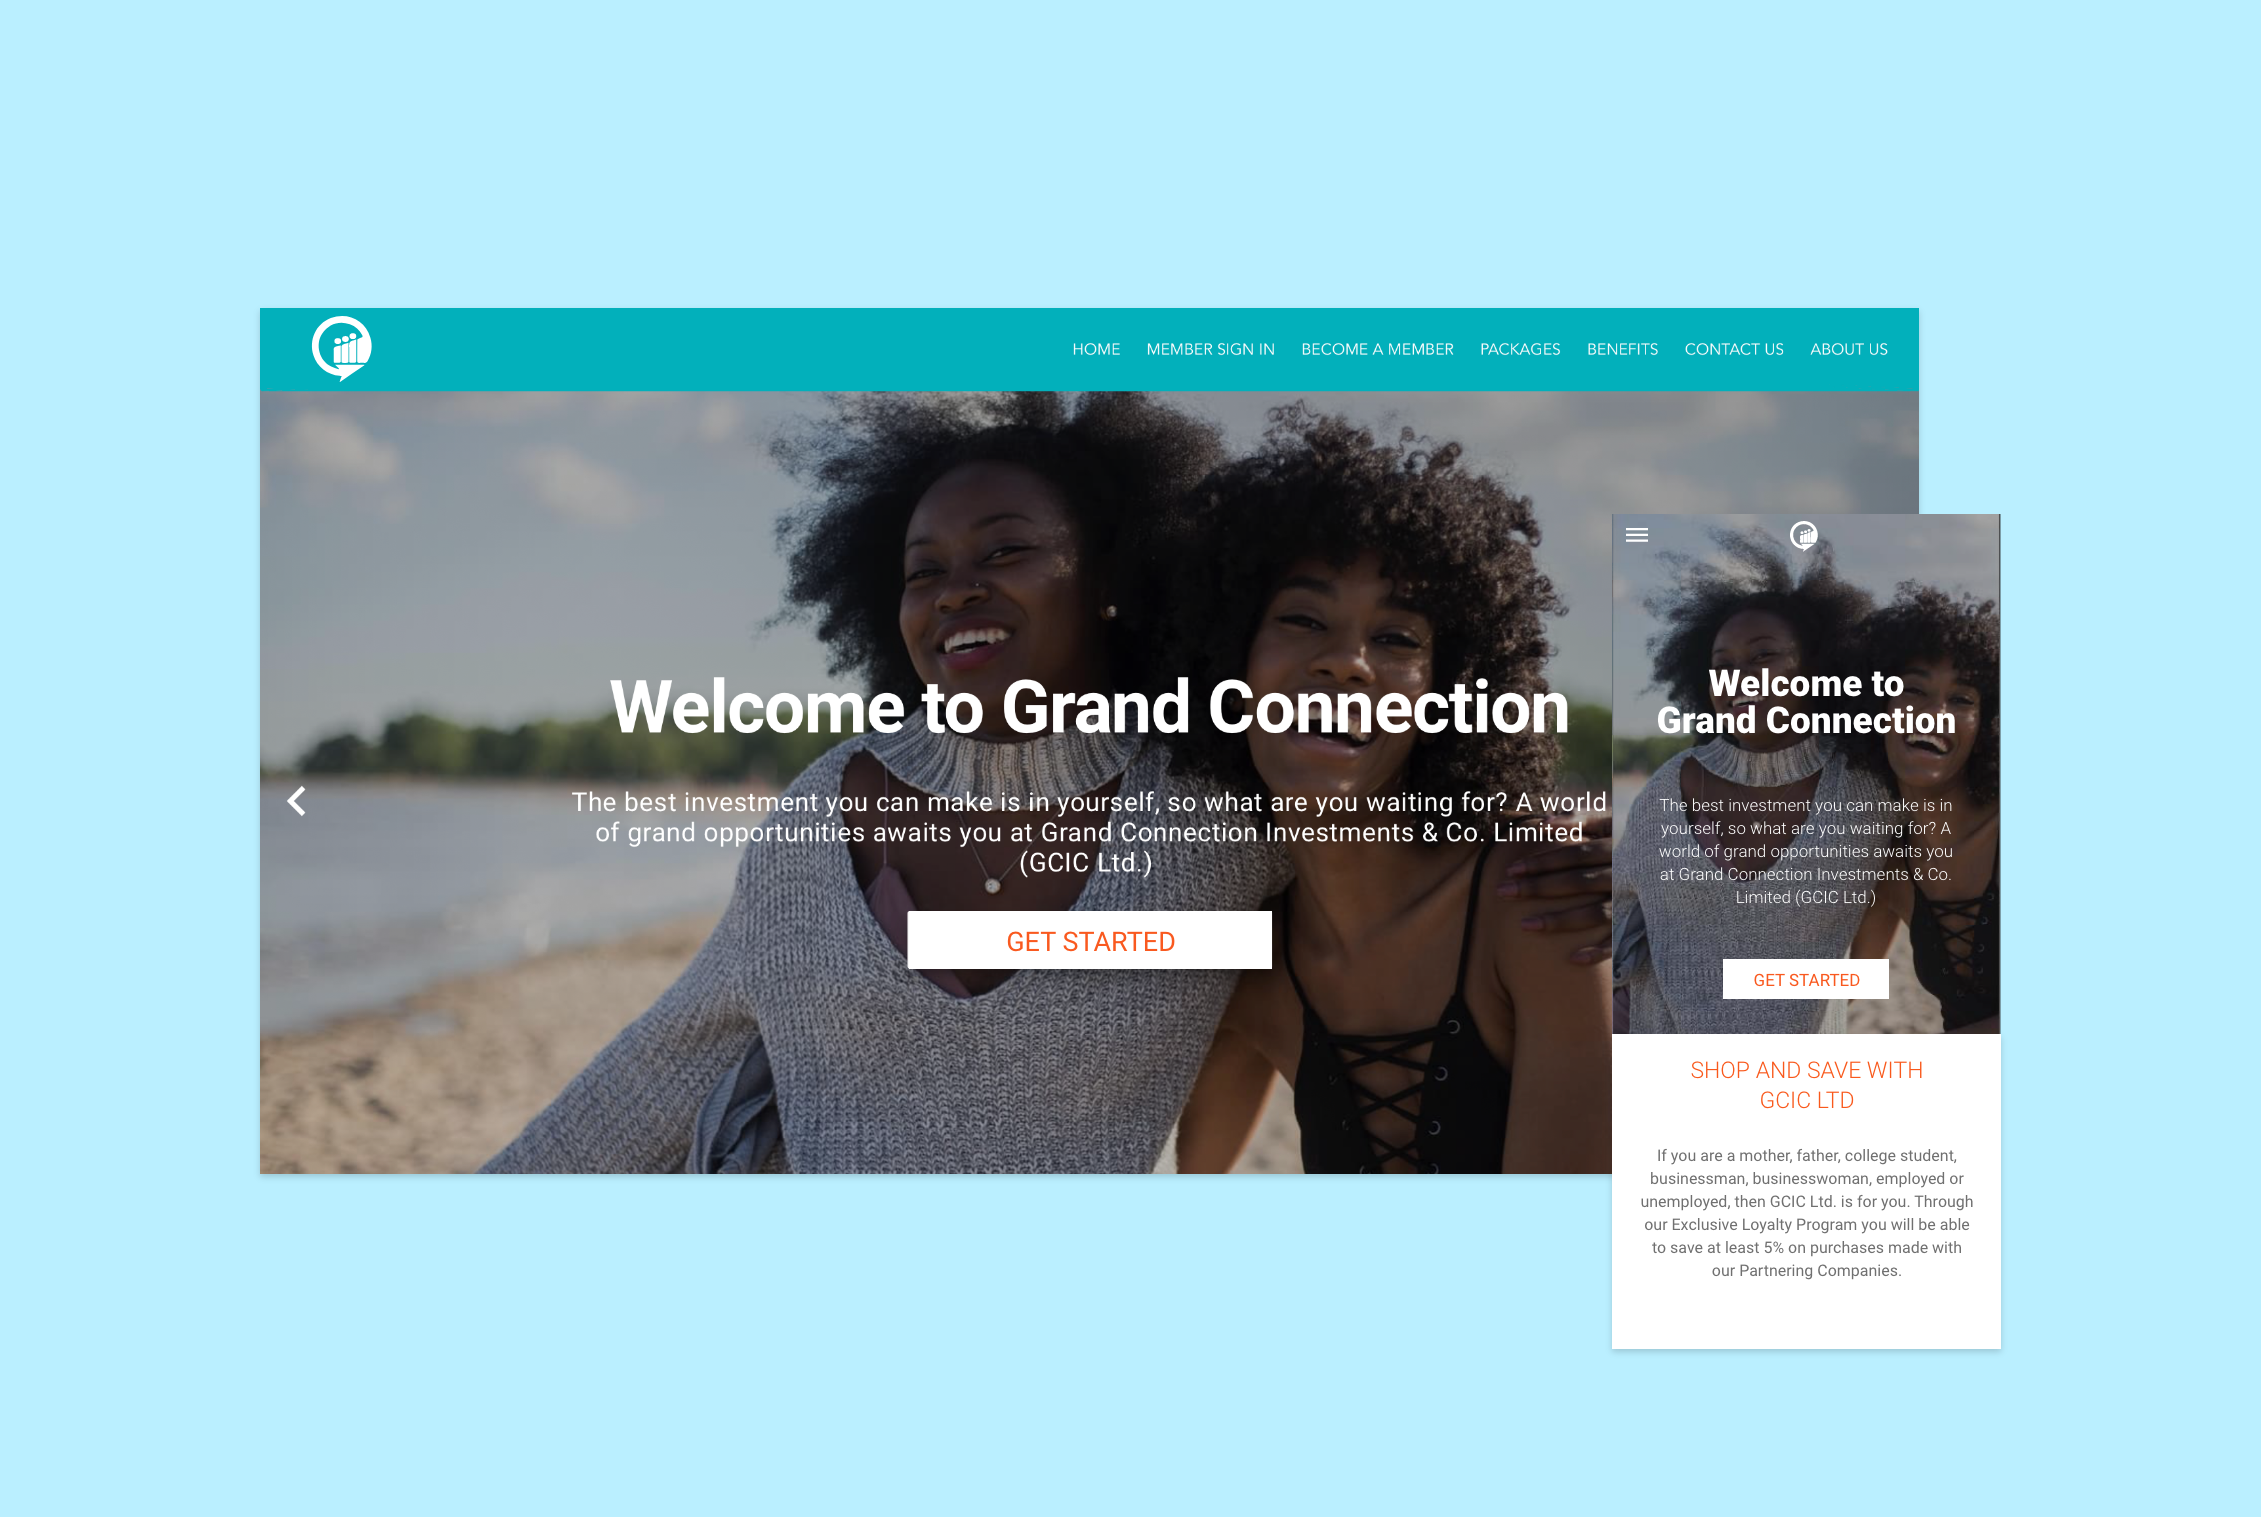 HOME MEMBER SIGN IN BECOME A MEMBER PACKAGES BENEFITS CONTACT US ABOUT US
Welcome to Grand Connection
The best investment you can make is in yourself, so what are you waiting for? A world
of grand opportunities awaits you at Grand Connection Investments & Co. Limited
(GCIC Ltd.)
GET STARTED
Welcome to
Grand Connection
The best investment you can make is in
yourself, so what are you waiting for? A
world of grand opportunities awaits you
at Grand Connection Investments & Co.
Limited (GCIC Ltd.)
GET STARTED
SHOP AND SAVE WITH
GCIC LTD
If you are a mother, father, college student,
businessman, businesswoman, employed or
unemployed, then GCIC Ltd. is for you. Through
our Exclusive Loyalty Program you will be able
to save at least 5% on purchases made with
our Partnering Companies.